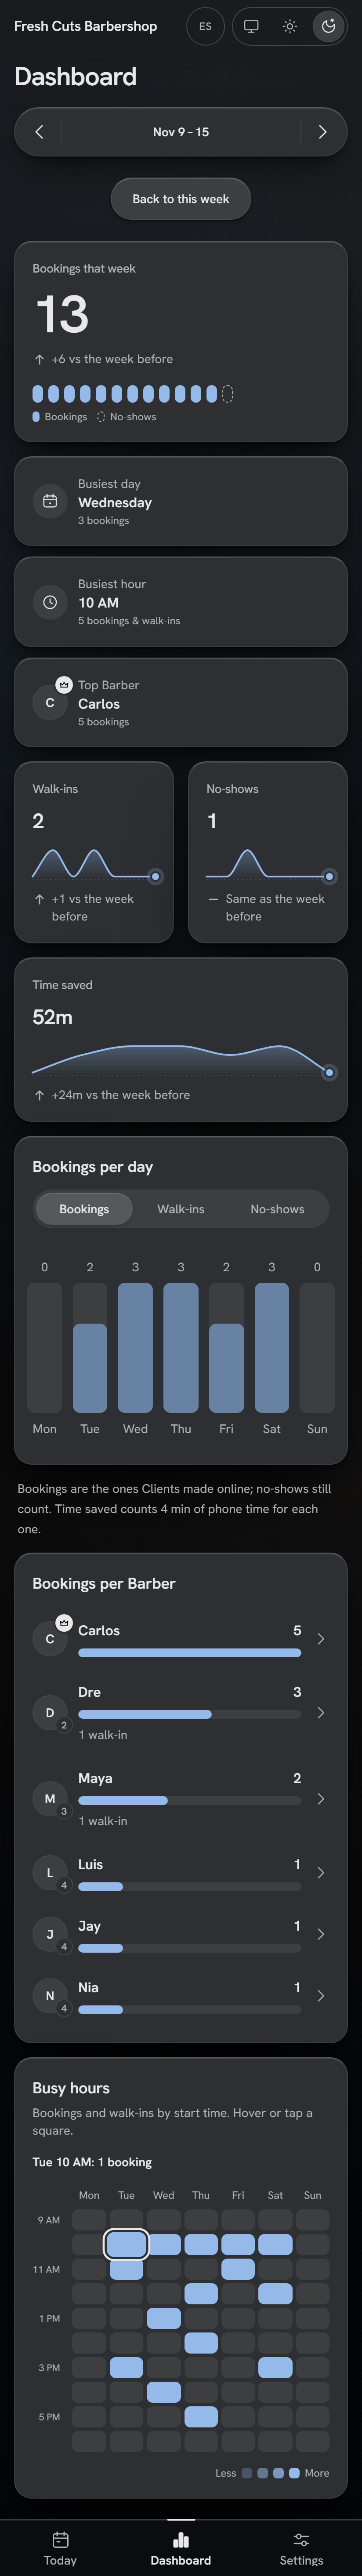 Fresh Cuts Barbershop
ES
Dashboard
Nov 9 – 15
Back to this week
Bookings that week
13
+6 vs the week before
Bookings
No-shows
Busiest day
Wednesday
3 bookings
Busiest hour
10 AM
5 bookings & walk-ins
C
Top Barber
Carlos
5 bookings
Walk-ins
2
+1 vs the week
before
No-shows
1
Same as the week
before
Time saved
52m
+24m vs the week before
Bookings per day
Bookings
Walk-ins
No-shows
0 2 3 3 2 3 0
Mon Tue Wed Thu Fri Sat Sun
Bookings are the ones Clients made online; no-shows still
count. Time saved counts 4 min of phone time for each
one.
Bookings per Barber
C
Carlos 5
D 2
Dre 3
1 walk-in
M 3
Maya 2
1 walk-in
L 4
Luis 1
J 4
Jay 1
N 4
Nia 1
Busy hours
Bookings and walk-ins by start time. Hover or tap a
square.
Tue 10 AM: 1 booking
Mon Tue Wed Thu Fri Sat Sun
9 AM
11 AM
1 PM
3 PM
5 PM
Less More
Today
Dashboard
Settings